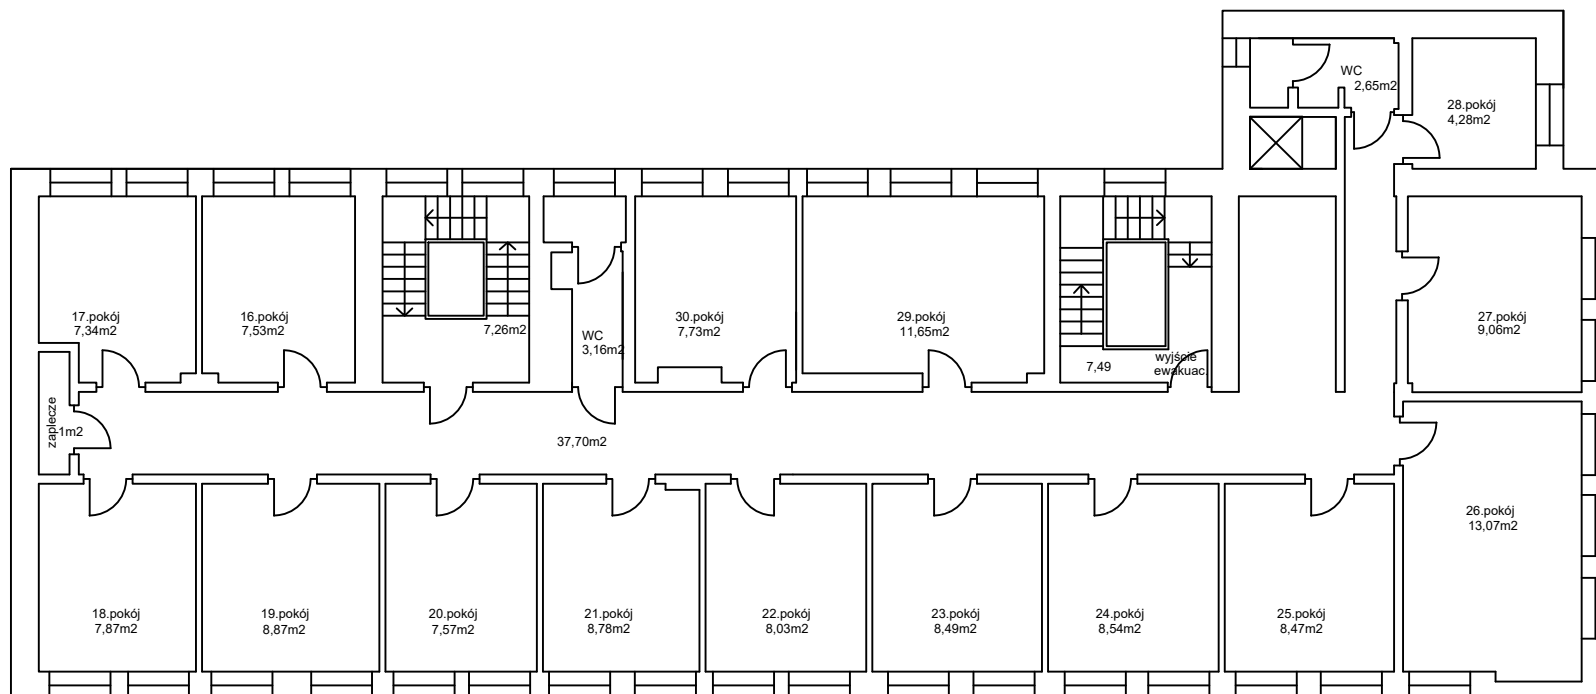 WC
2,65m2
28.pokój
4,28m2
17.pokój
7,34m2
16.pokój
7,53m2
7,26m2
WC
3,16m2
30.pokój
7,73m2
29.pokój
11,65m2
7,49
wyjście
ewakuac.
27.pokój
9,06m2
zaplecze
1m2
37,70m2
26.pokój
13,07m2
18.pokój
7,87m2
19.pokój
8,87m2
20.pokój
7,57m2
21.pokój
8,78m2
22.pokój
8,03m2
23.pokój
8,49m2
24.pokój
8,54m2
25.pokój
8,47m2